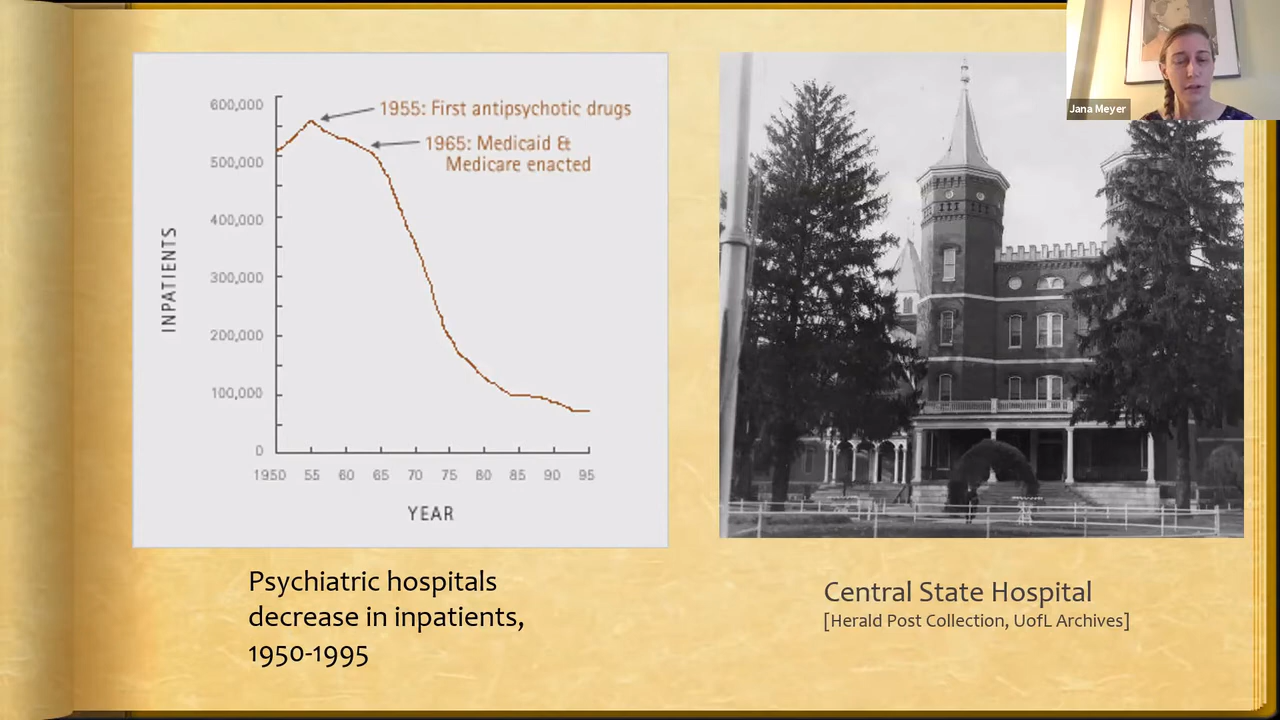 600,000
500,000
400,000
300,000
200,000
100,000
0
INPATIENTS
1955: First antipsychotic drugs
1965: Medicaid &
Medicare enacted
1950 55 60 65 70 75 80 85 90 95
YEAR
Psychiatric hospitals
decrease in inpatients,
1950-1995
Jana Meyer
Central State Hospital
[Herald Post Collection, UofL Archives]